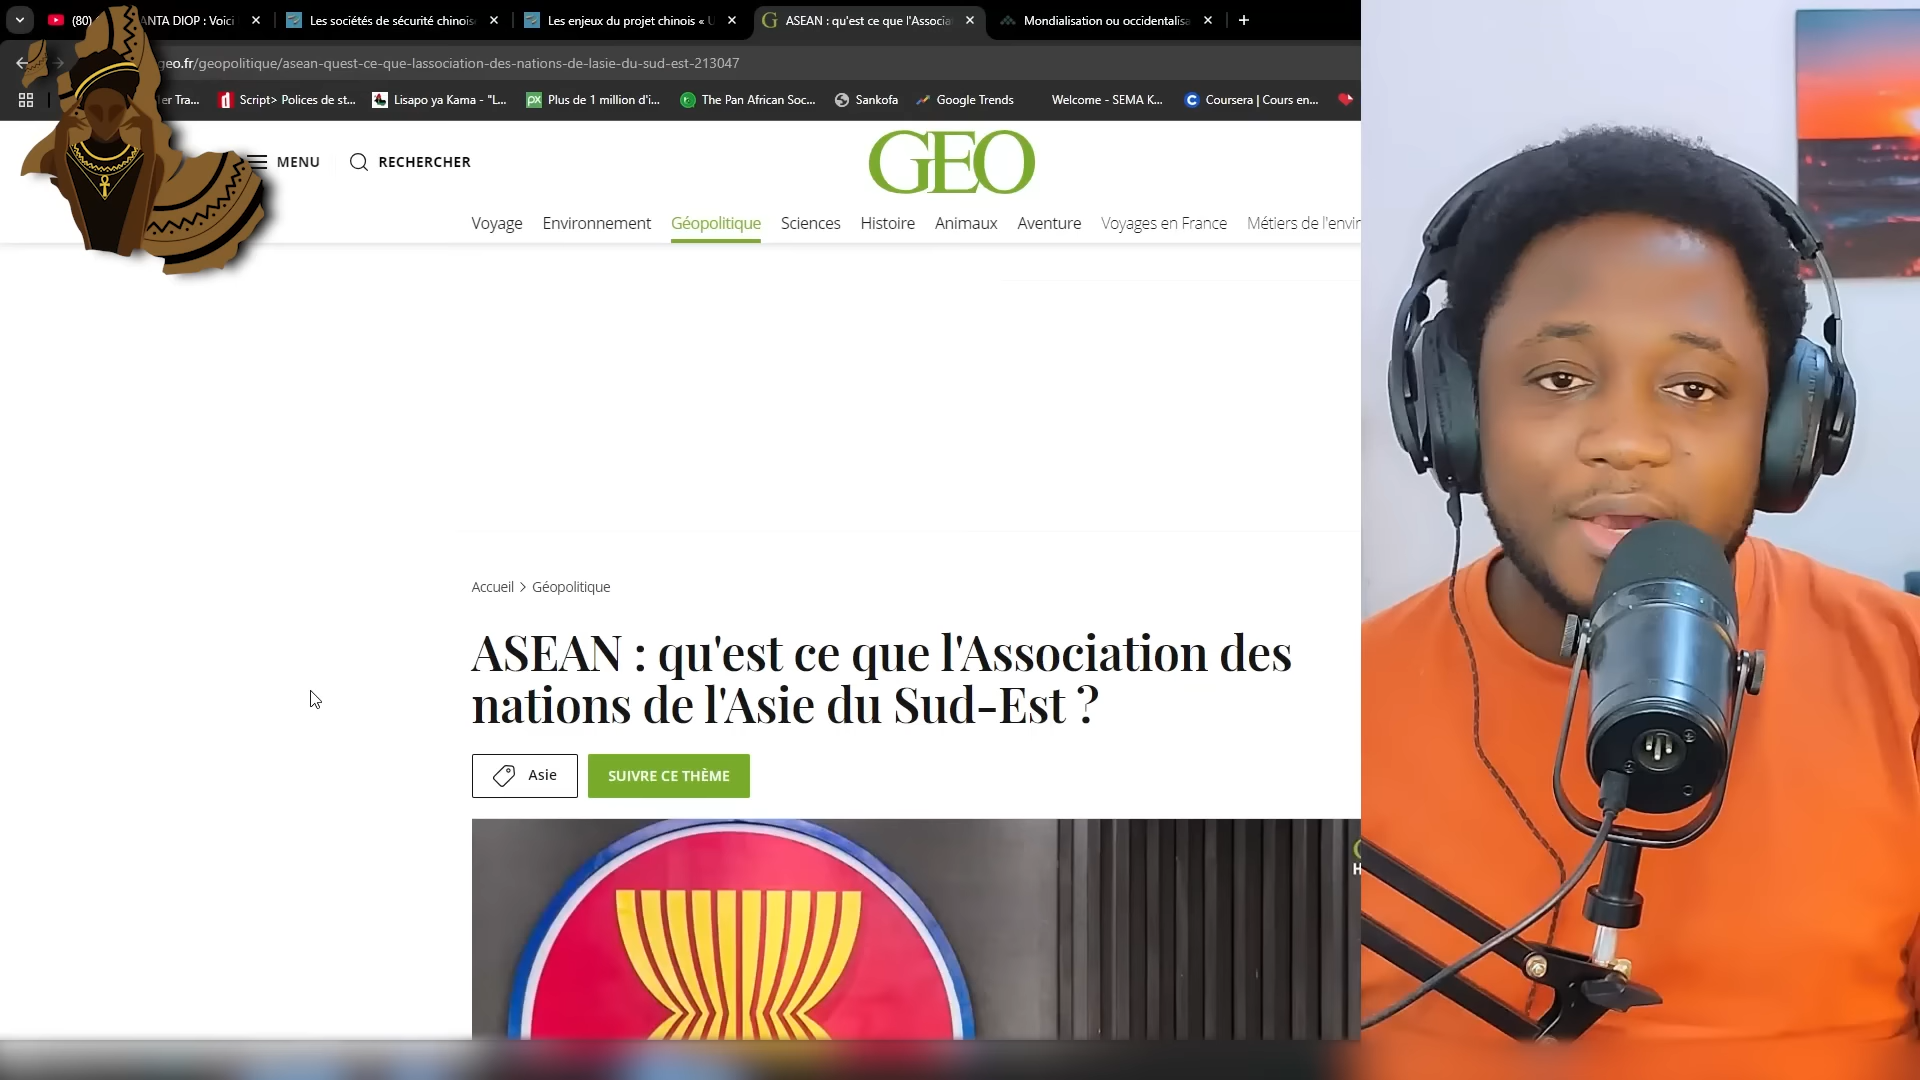 (80) ANTA DIOP : Voici
Les sociétés de sécurité chinois
Les enjeux du projet chinois «
ASEAN : qu'est ce que l'Associa
Mondialisation ou occidentalisa
geo.fr/geopolitique/asean-quest-ce-que-lassociation-des-nations-de-lasie-du-sud-est-213047
er Tra...
Script> Polices de st...
Lisapo ya Kama - "L...
Plus de 1 million d'i...
The Pan African Soc...
Sankofa
Google Trends
Welcome - SEMA K...
Coursera | Cours en...
MENU
RECHERCHER
GEO
Voyage Environnement Géopolitique Sciences Histoire Animaux Aventure Voyages en France Métiers de l'envir
Accueil > Géopolitique
ASEAN : qu'est ce que l'Association des
nations de l'Asie du Sud-Est ?
Asie
SUIVRE CE THÈME